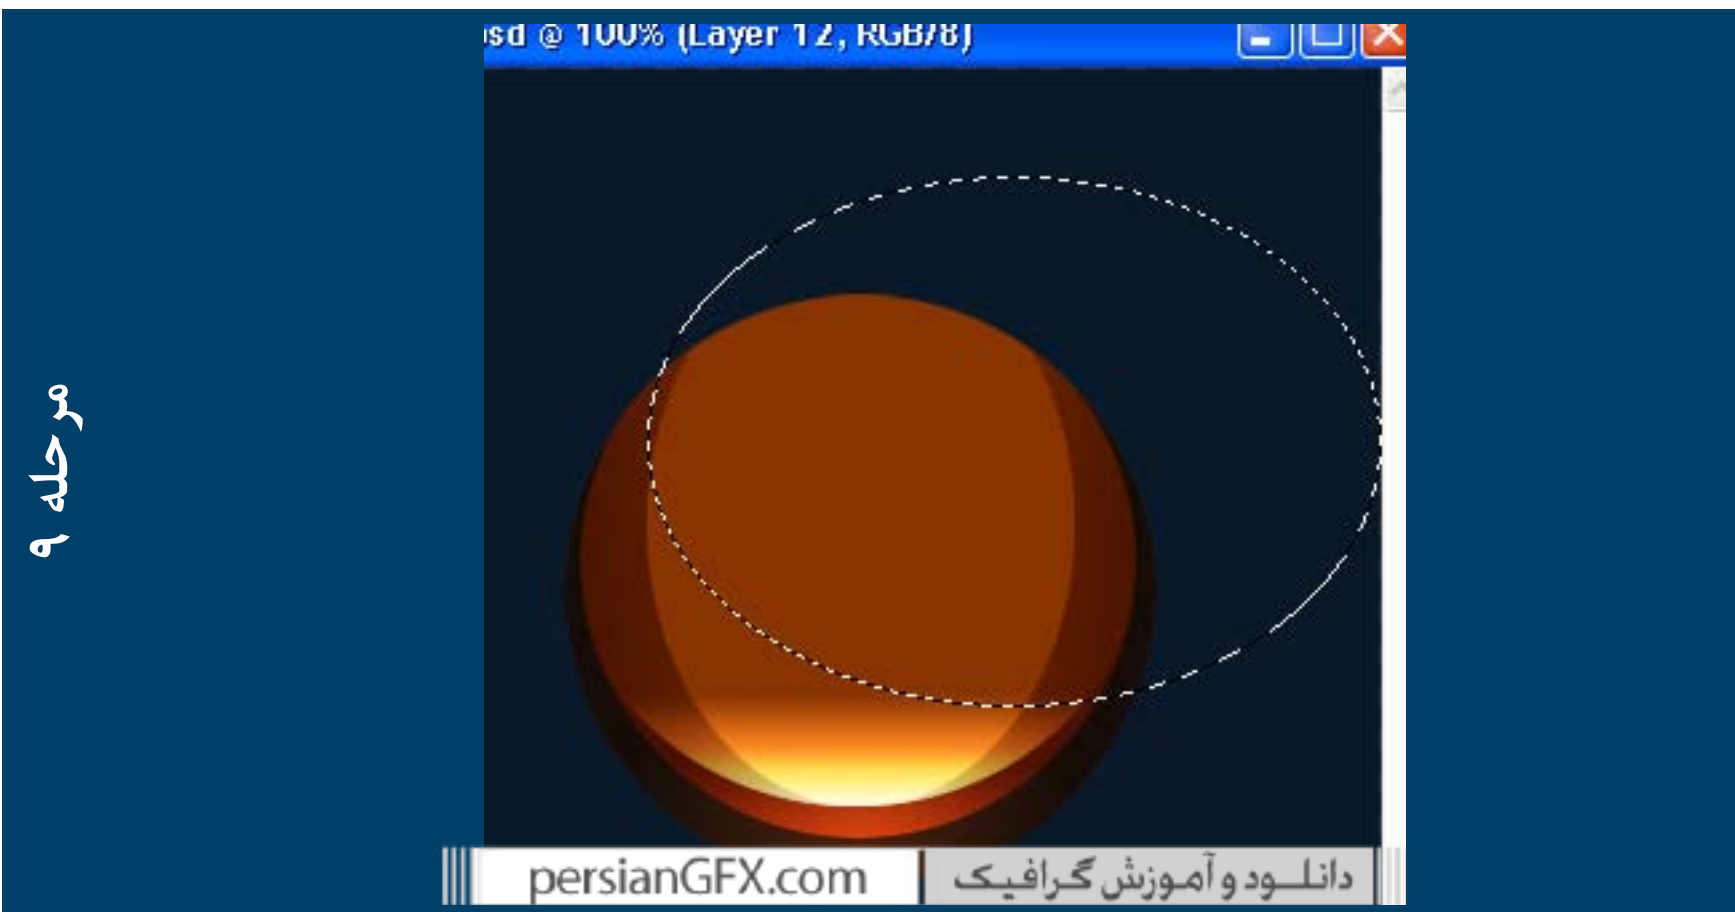 sd @ 100% (Layer 12, RGB/8)
مرحله ۹
persianGFX.com
دانلــود و آمـوزش گـرافیـک